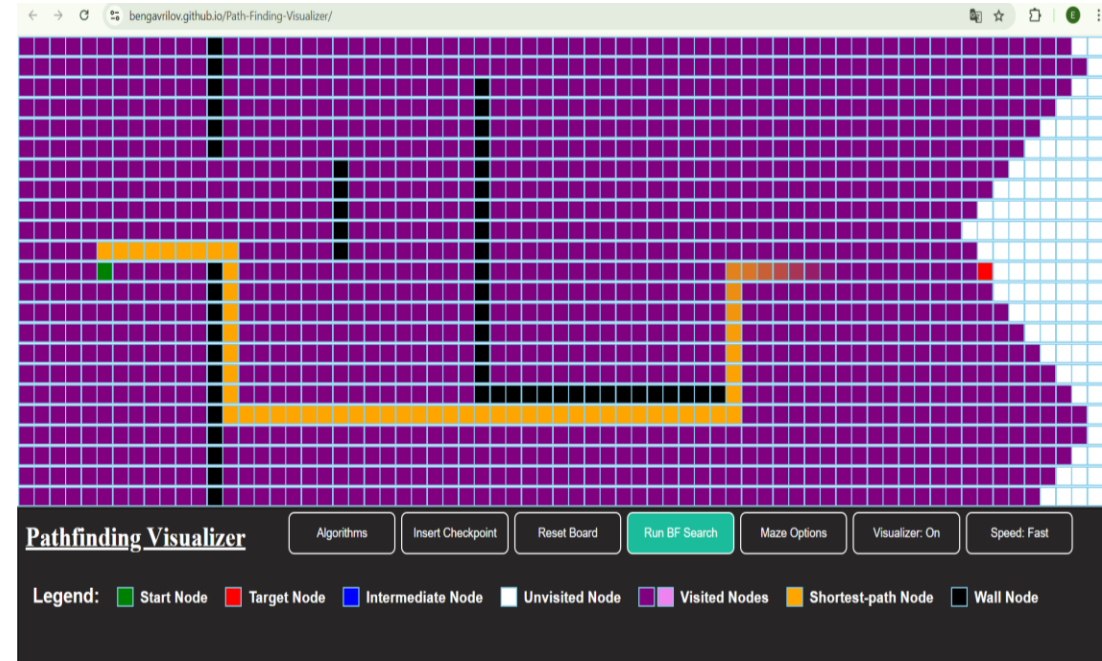 bengavrilov.github.io/Path-Finding-Visualizer/
E
Pathfinding Visualizer
Algorithms
Insert Checkpoint
Reset Board
Run BF Search
Maze Options
Visualizer: On
Speed: Fast
Legend: Start Node Target Node Intermediate Node Unvisited Node Visited Nodes Shortest-path Node Wall Node